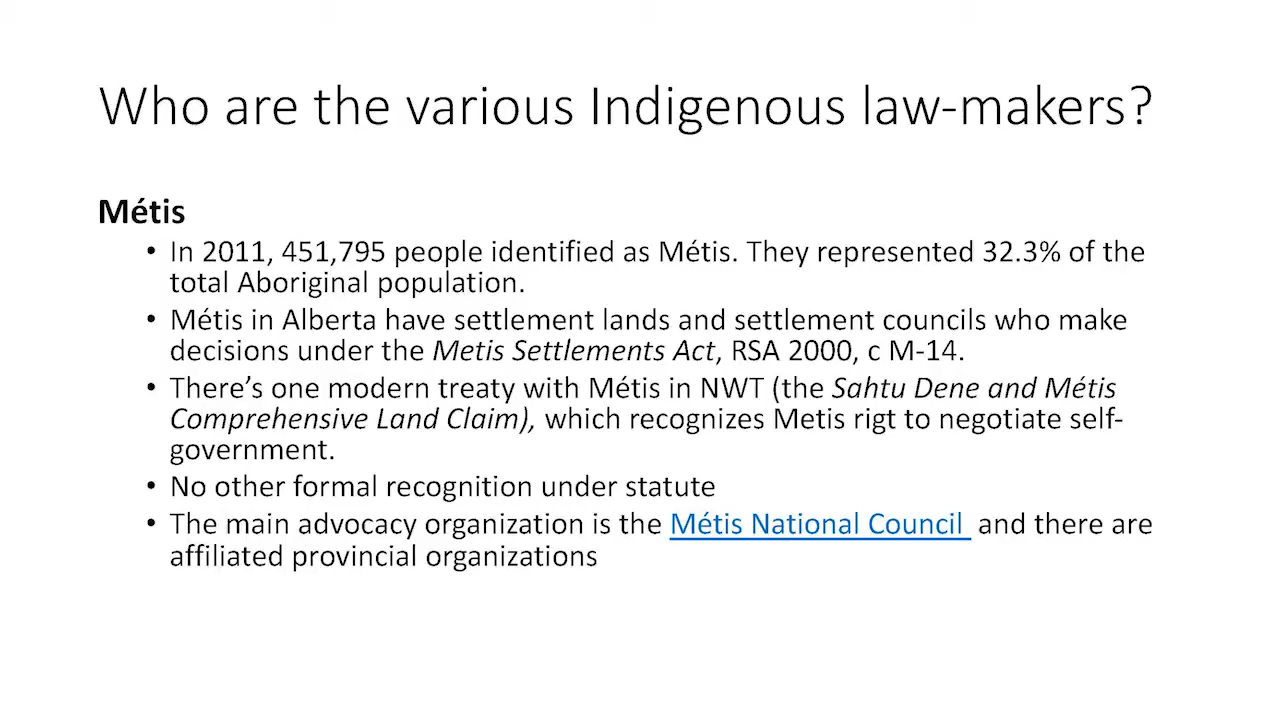 Who are the various Indigenous law-makers?
Métis
• In 2011, 451,795 people identified as Métis. They represented 32.3% of the
total Aboriginal population.
• Métis in Alberta have settlement lands and settlement councils who make
decisions under the Metis Settlements Act, RSA 2000, c M-14.
• There’s one modern treaty with Métis in NWT (the Sahtu Dene and Métis
Comprehensive Land Claim), which recognizes Metis rigt to negotiate self-
government.
• No other formal recognition under statute
• The main advocacy organization is the Métis National Council  and there are
affiliated provincial organizations